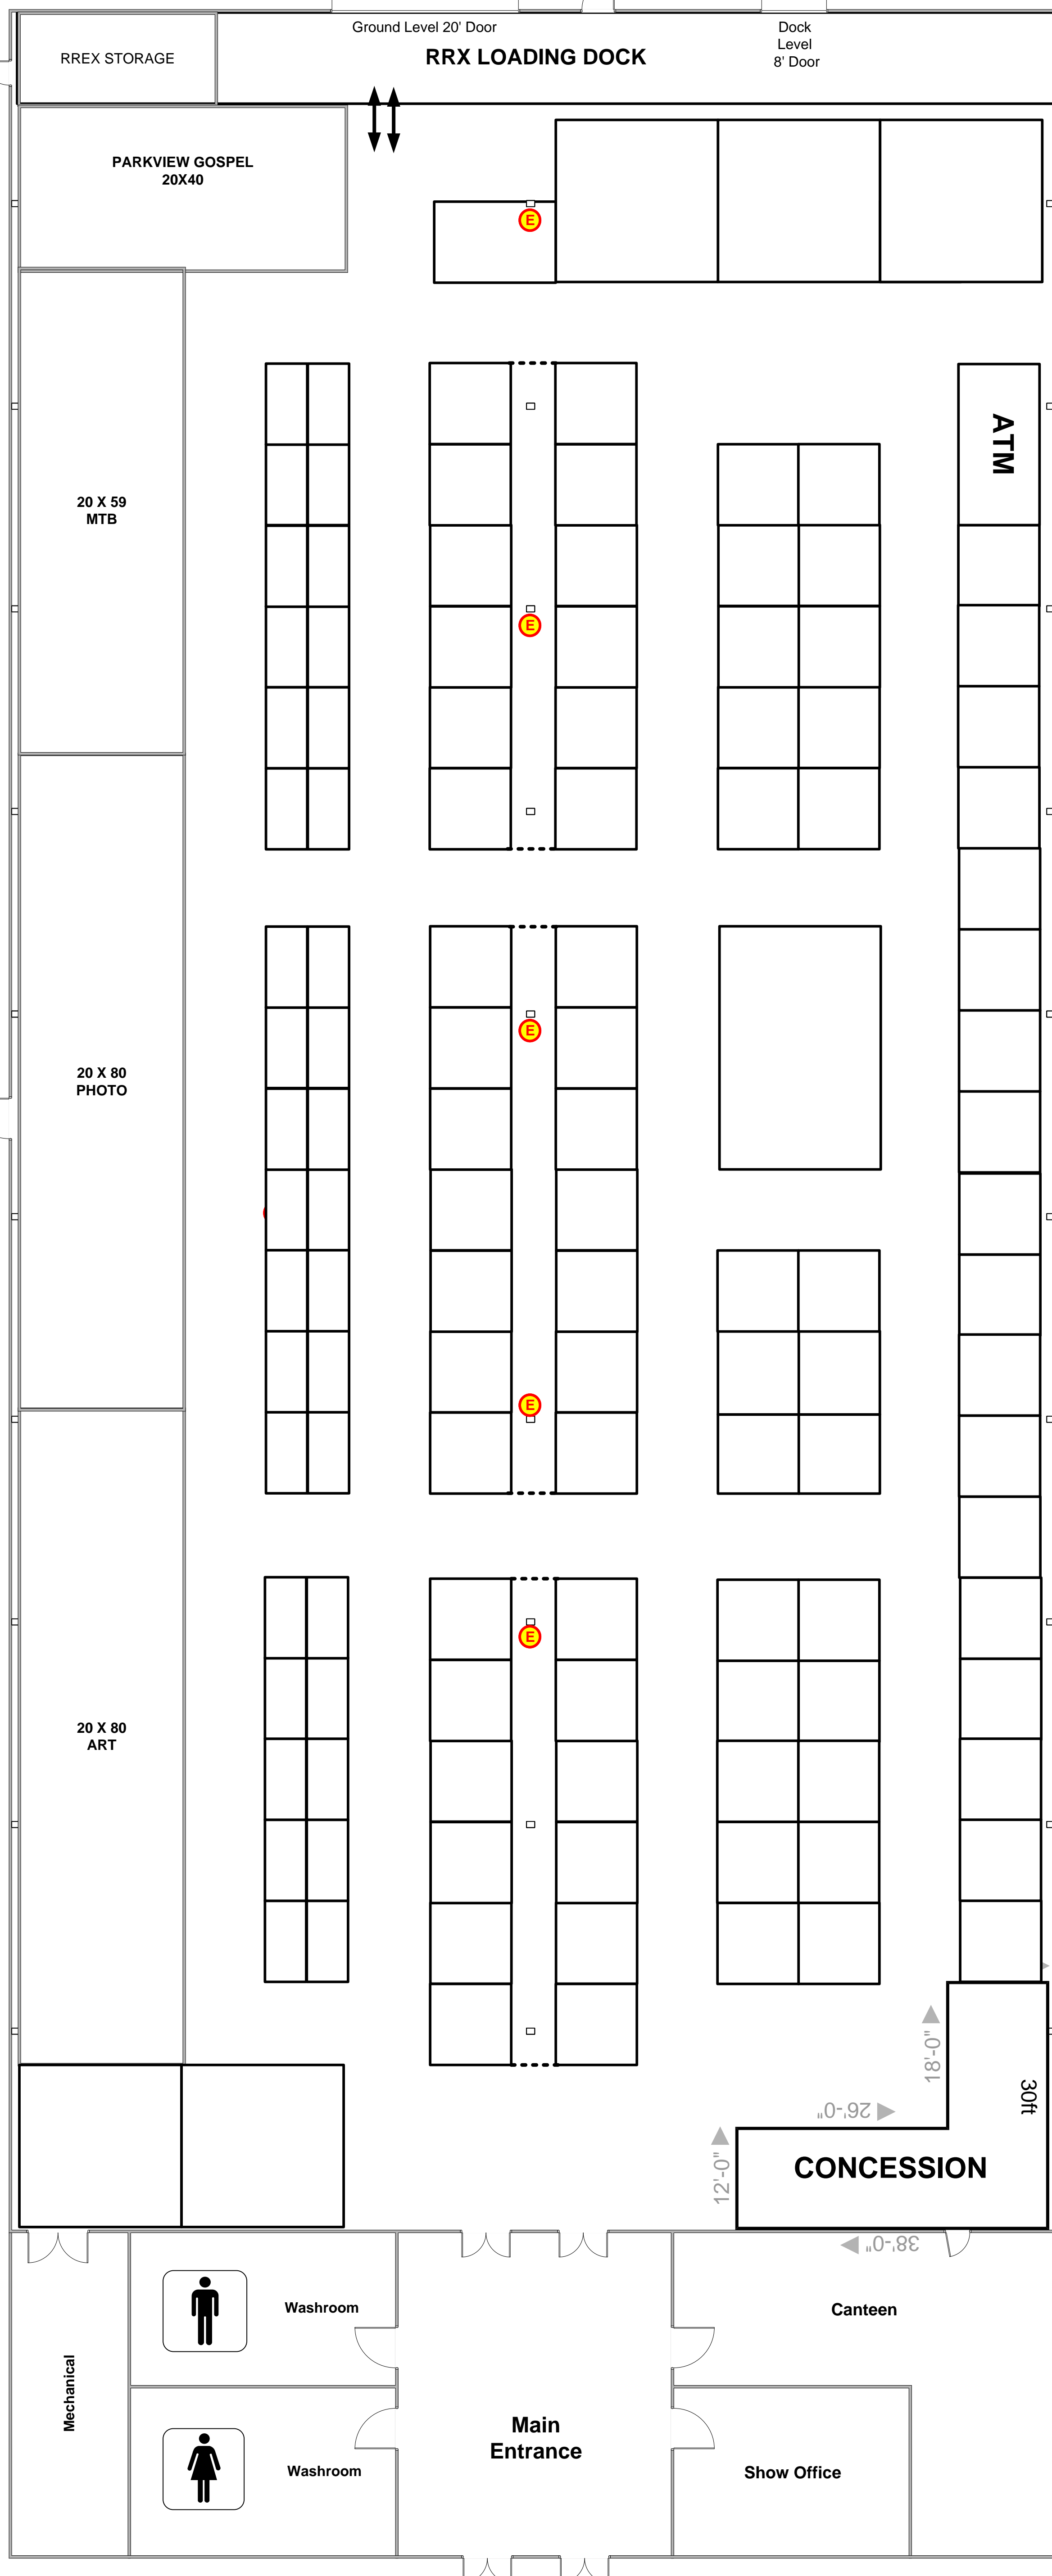 Ground Level 20' Door
Dock
Level
8' Door
RREX STORAGE
RRX LOADING DOCK
PARKVIEW GOSPEL
20X40
E
ATM
20 X 59
MTB
E
E
20 X 80
PHOTO
E
E
20 X 80
ART
18'-0"
30ft
26'-0"
12'-0"
CONCESSION
38'-0"
Washroom
Canteen
Mechanical
Main
Entrance
Washroom
Show Office